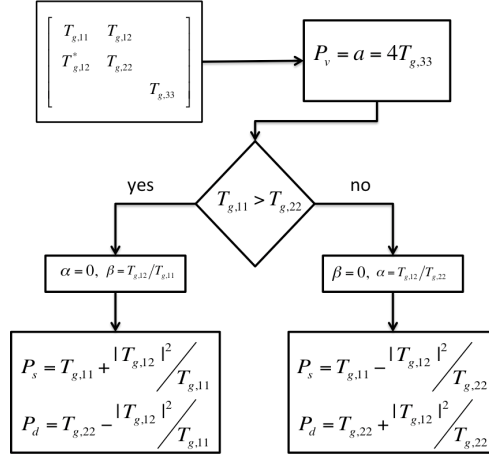 T_{g,11} T_{g,12}
T^*_{g,12} T_{g,22}
T_{g,33}
P_v = a = 4T_{g,33}
T_{g,11} > T_{g,22}
yes
no
α = 0, β = T_{g,12}/T_{g,11}
β = 0, α = T_{g,12}/T_{g,22}
P_s = T_{g,11} + |T_{g,12}|^2/T_{g,11}
P_d = T_{g,22} − |T_{g,12}|^2/T_{g,11}
P_s = T_{g,11} − |T_{g,12}|^2/T_{g,22}
P_d = T_{g,22} + |T_{g,12}|^2/T_{g,22}